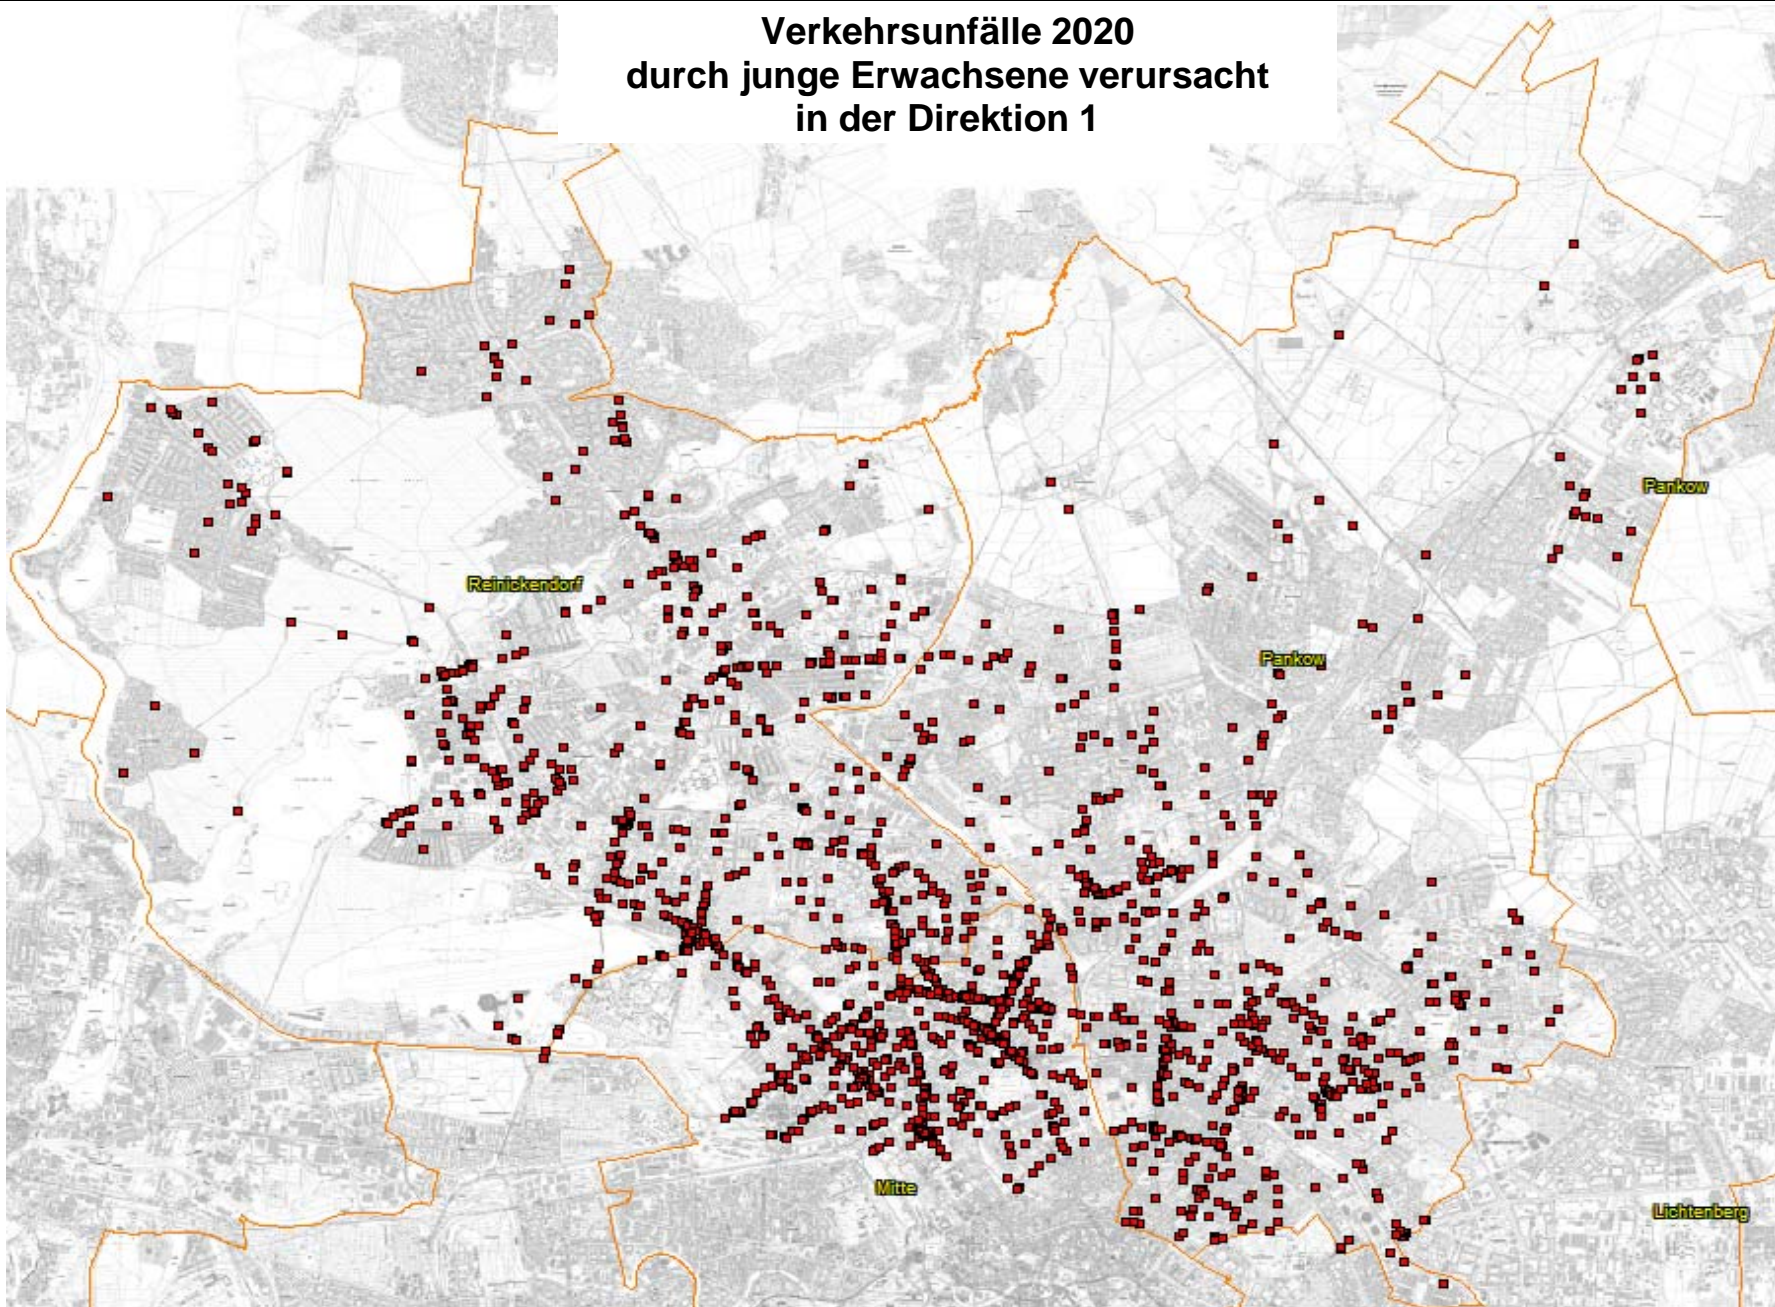 Verkehrsunfälle 2020
durch junge Erwachsene verursacht
in der Direktion 1
Pankow
Reinickendorf
Pankow
Mitte
Lichtenberg